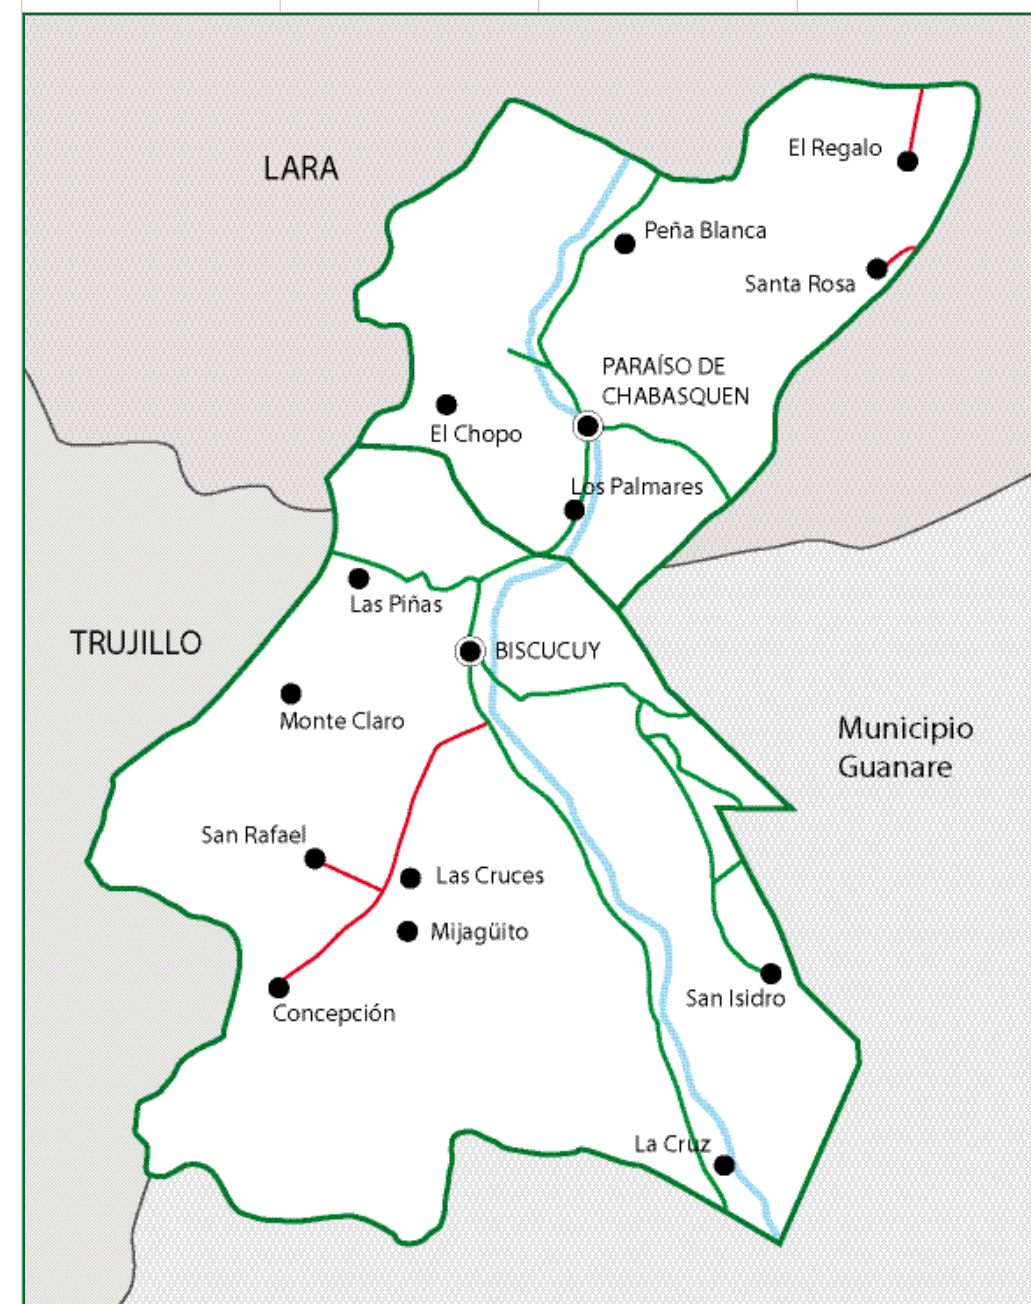 LARA
El Regalo
Peña Blanca
Santa Rosa
PARAÍSO DE
CHABASQUEN
El Chopo
Los Palmares
Las Piñas
TRUJILLO
BISCUCUY
Monte Claro
Municipio
Guanare
San Rafael
Las Cruces
Mijagüito
San Isidro
Concepción
La Cruz